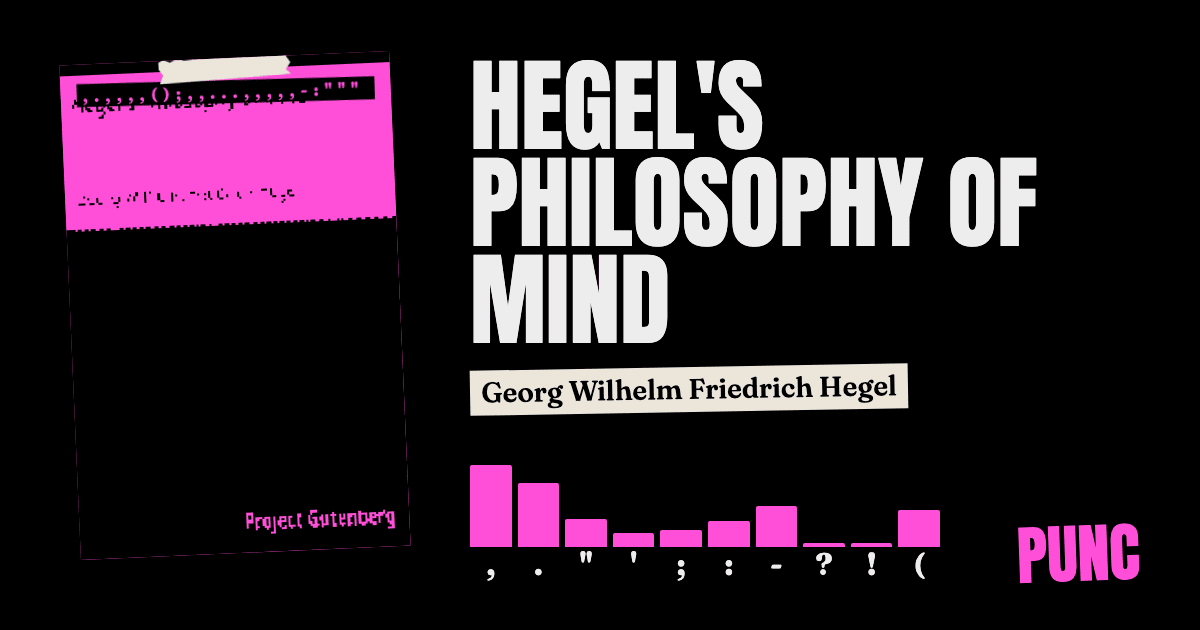 ,.,,,,();,,...,,,,,-:"""
Project Gutenberg
HEGEL'S
PHILOSOPHY OF
MIND
Georg Wilhelm Friedrich Hegel
, . " ' ; : - ? ! (
PUNC